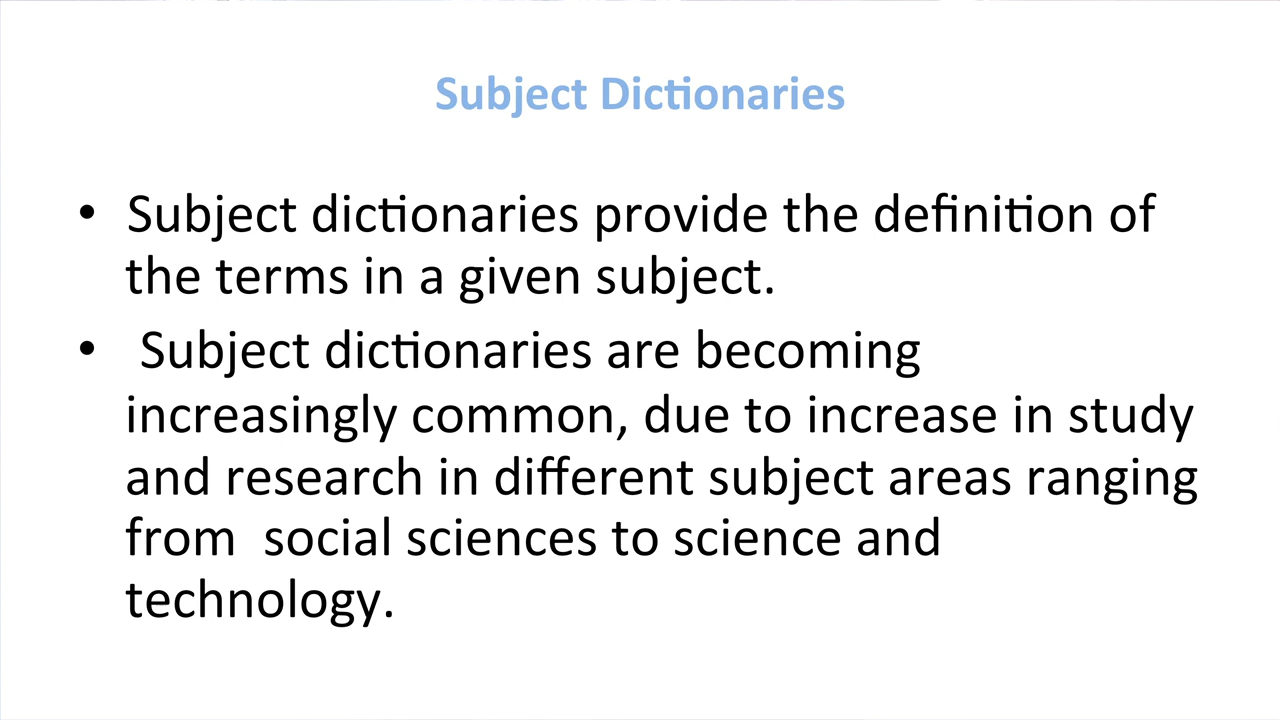 Subject Dictionaries
• Subject dictionaries provide the definition of
the terms in a given subject.
• Subject dictionaries are becoming
increasingly common, due to increase in study
and research in different subject areas ranging
from  social sciences to science and
technology.